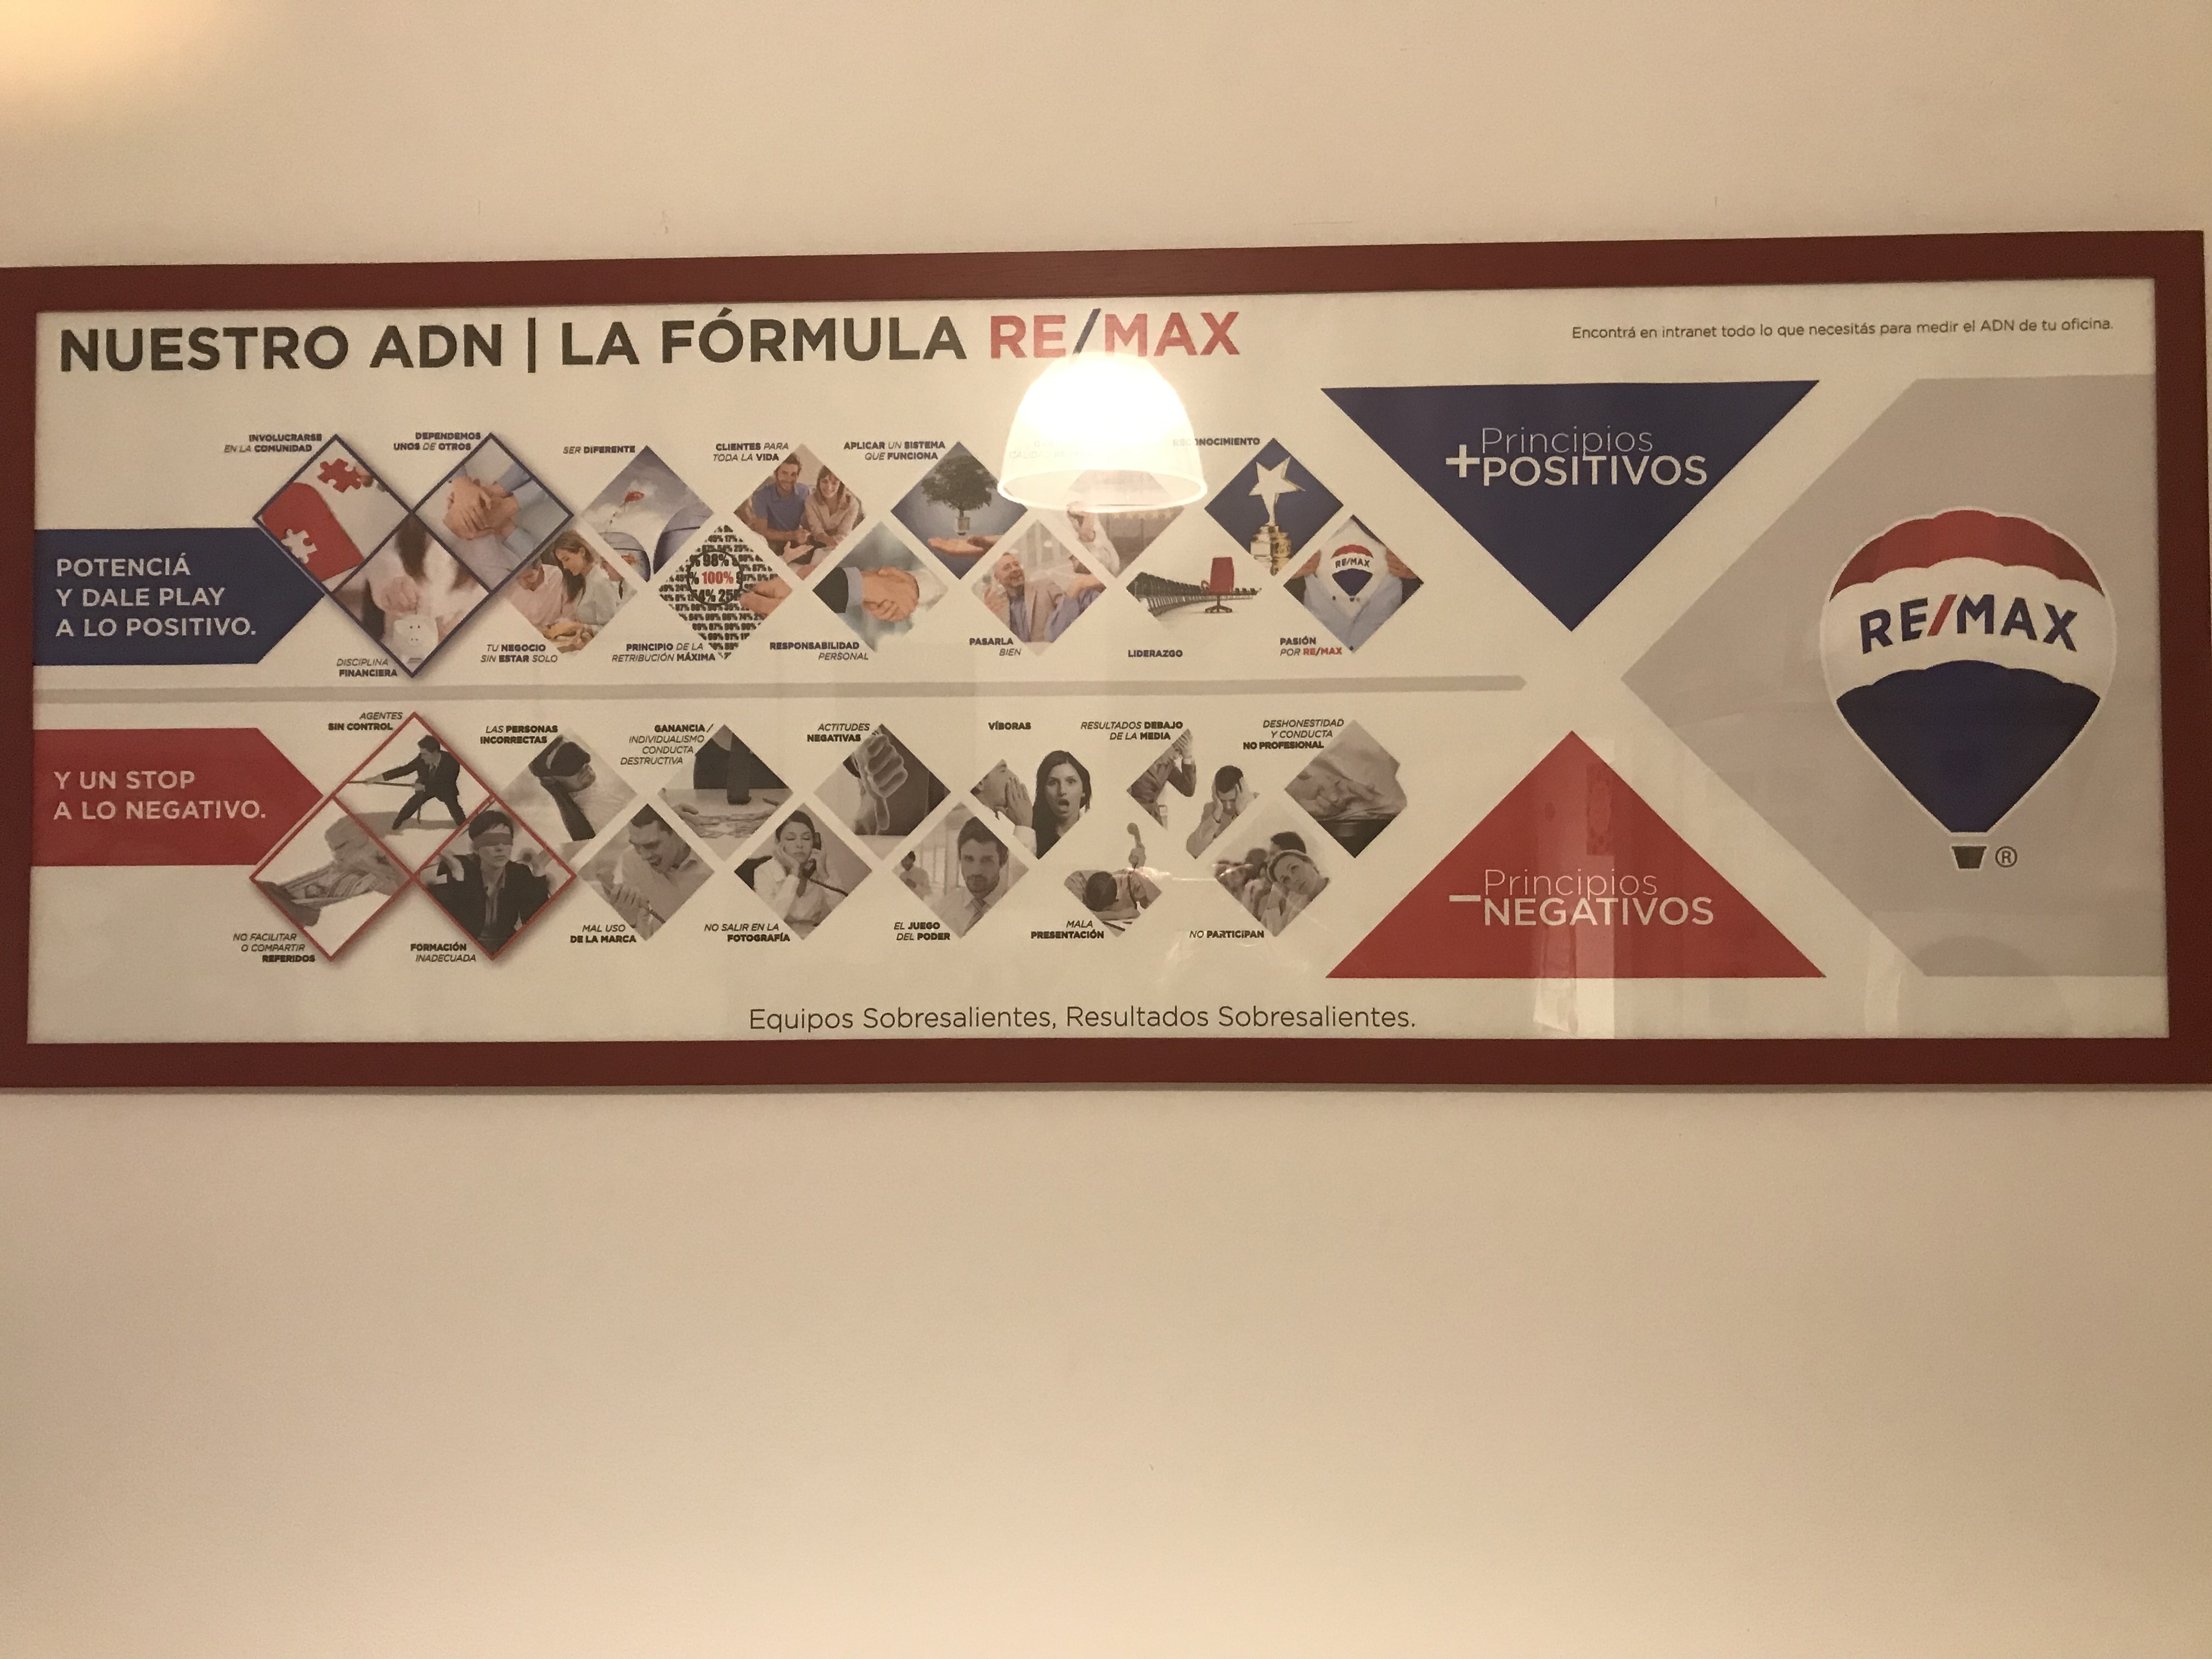 NUESTRO ADN | LA FÓRMULA RE/MAX
Encontrá en intranet todo lo que necesitás para medir el ADN de tu oficina.
POTENCIÁ
Y DALE PLAY
A LO POSITIVO.
INVOLUCRARSE
EN LA COMUNIDAD
DEPENDEMOS
UNOS DE OTROS
SER DIFERENTE
CLIENTES PARA
TODA LA VIDA
APLICAR UN SISTEMA
QUE FUNCIONA
RECONOCIMIENTO
DISCIPLINA
FINANCIERA
TU NEGOCIO
SIN ESTAR SOLO
98%
100%
PRINCIPIO DE LA
RETRIBUCIÓN MÁXIMA
RESPONSABILIDAD
PERSONAL
PASARLA
BIEN
LIDERAZGO
RE/MAX
PASIÓN
POR RE/MAX
+Principios
POSITIVOS
Y UN STOP
A LO NEGATIVO.
AGENTES
SIN CONTROL
LAS PERSONAS
INCORRECTAS
GANANCIA /
INDIVIDUALISMO
CONDUCTA
DESTRUCTIVA
ACTITUDES
NEGATIVAS
VÍBORAS
RESULTADOS DEBAJO
DE LA MEDIA
DESHONESTIDAD
Y CONDUCTA
NO PROFESIONAL
NO FACILITAR
O COMPARTIR
REFERIDOS
FORMACIÓN
INADECUADA
MAL USO
DE LA MARCA
NO SALIR EN LA
FOTOGRAFÍA
EL JUEGO
DEL PODER
MALA
PRESENTACIÓN
NO PARTICIPAN
−Principios
NEGATIVOS
RE/MAX
®
Equipos Sobresalientes, Resultados Sobresalientes.